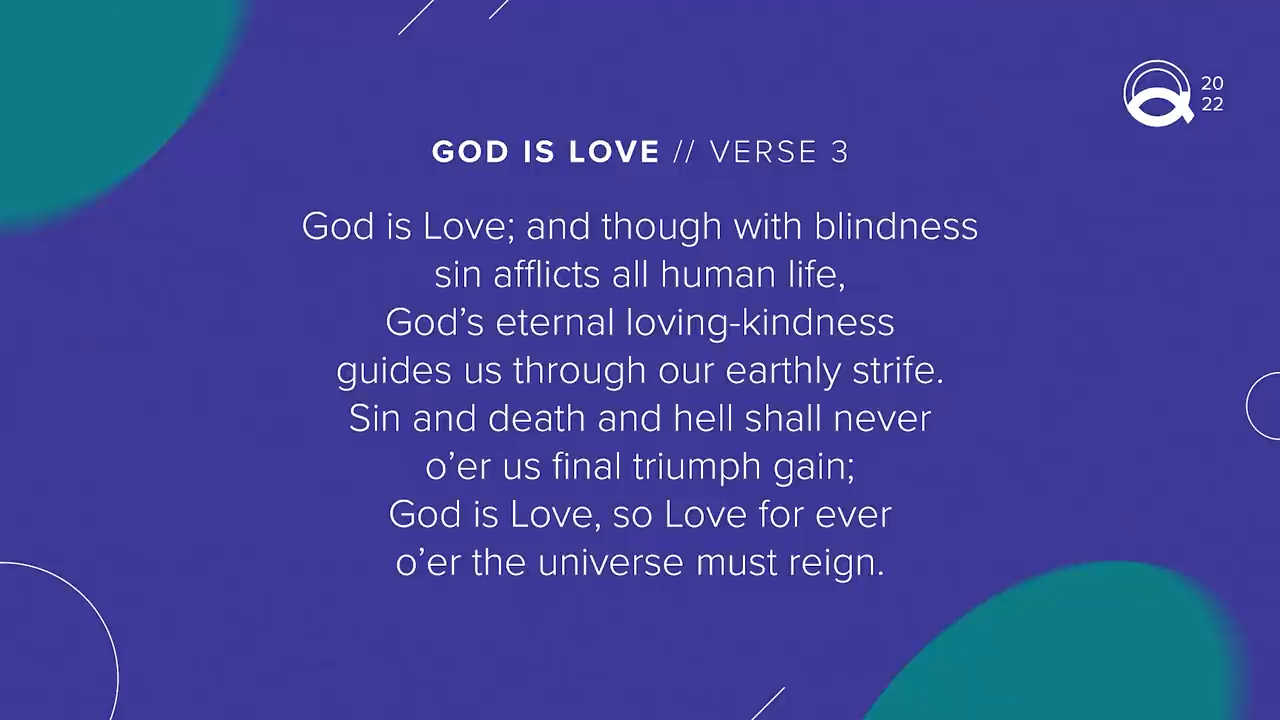 20
22
GOD IS LOVE // VERSE 3
God is Love; and though with blindness
sin afflicts all human life,
God’s eternal loving-kindness
guides us through our earthly strife.
Sin and death and hell shall never
o’er us final triumph gain;
God is Love, so Love for ever
o’er the universe must reign.